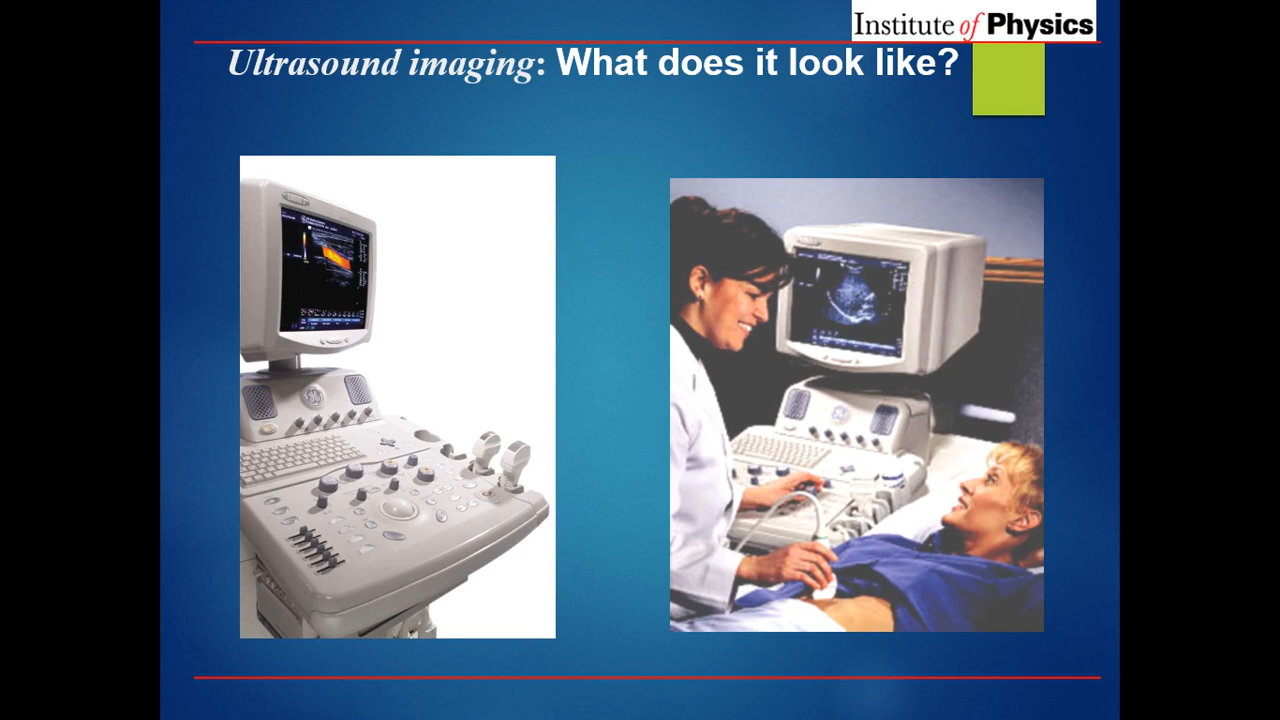 Institute of Physics
Ultrasound imaging: What does it look like?